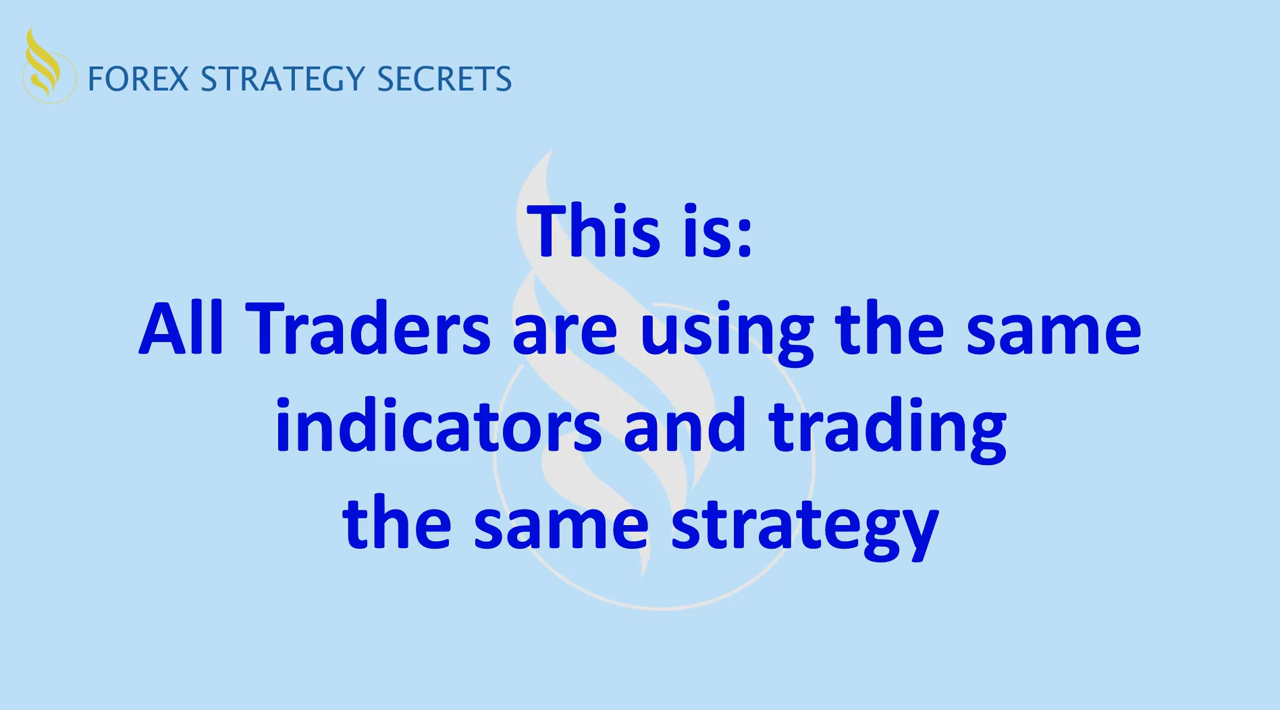 FOREX STRATEGY SECRETS
This is:
All Traders are using the same
indicators and trading
the same strategy